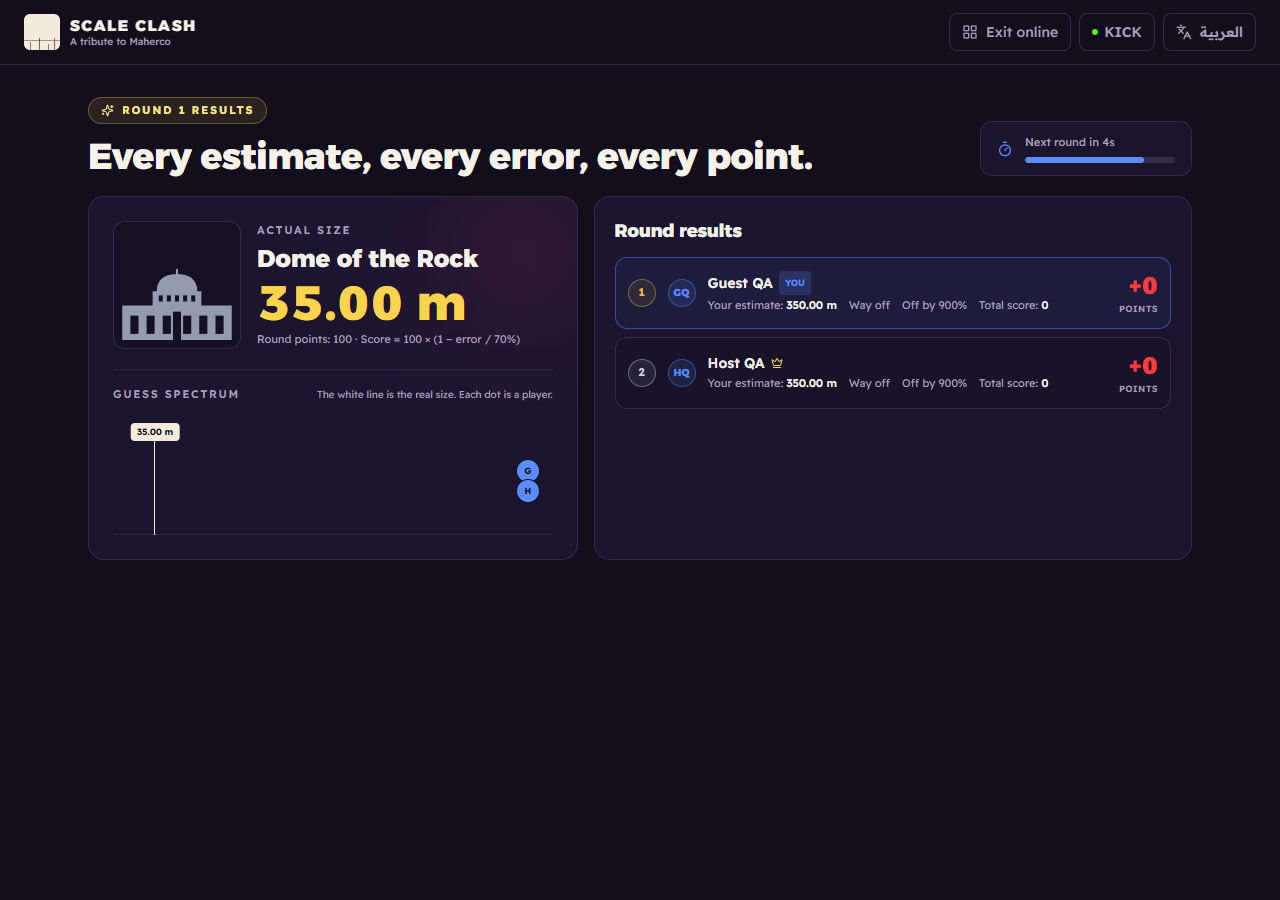 SCALE CLASH
A tribute to Maherco
Exit online
KICK
العربية
ROUND 1 RESULTS
Every estimate, every error, every point.
Next round in 4s
ACTUAL SIZE
Dome of the Rock
35.00 m
Round points: 100 · Score = 100 × (1 − error / 70%)
GUESS SPECTRUM
The white line is the real size. Each dot is a player.
35.00 m
G
H
Round results
1
GQ
Guest QA YOU
Your estimate: 350.00 m Way off Off by 900% Total score: 0
+0
POINTS
2
HQ
Host QA
Your estimate: 350.00 m Way off Off by 900% Total score: 0
+0
POINTS